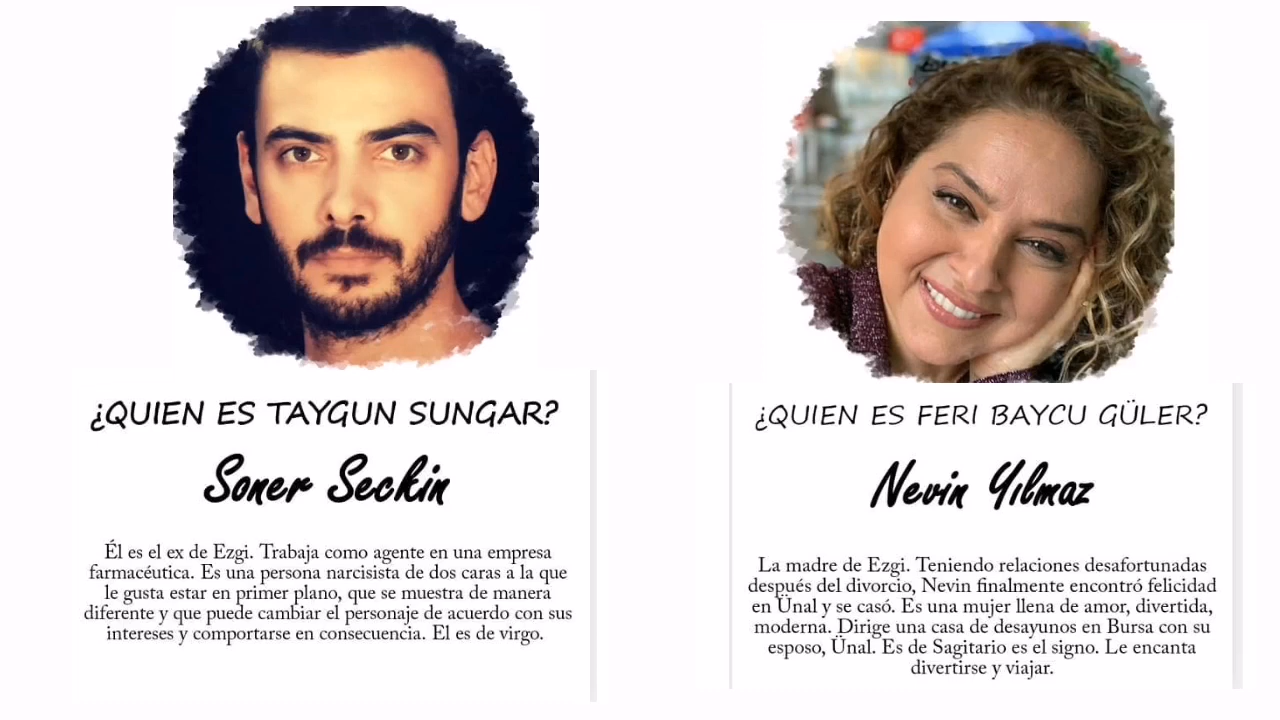 ¿QUIEN ES TAYGUN SUNGAR?
Soner Seckin
Él es el ex de Ezgi. Trabaja como agente en una empresa
farmacéutica. Es una persona narcisista de dos caras a la que
le gusta estar en primer plano, que se muestra de manera
diferente y que puede cambiar el personaje de acuerdo con sus
intereses y comportarse en consecuencia. El es de virgo.
¿QUIEN ES FERI BAYCU GÜLER?
Nevin Yılmaz
La madre de Ezgi. Teniendo relaciones desafortunadas
después del divorcio, Nevin finalmente encontró felicidad
en Ünal y se casó. Es una mujer llena de amor, divertida,
moderna. Dirige una casa de desayunos en Bursa con su
esposo, Ünal. Es de Sagitario es el signo. Le encanta
divertirse y viajar.